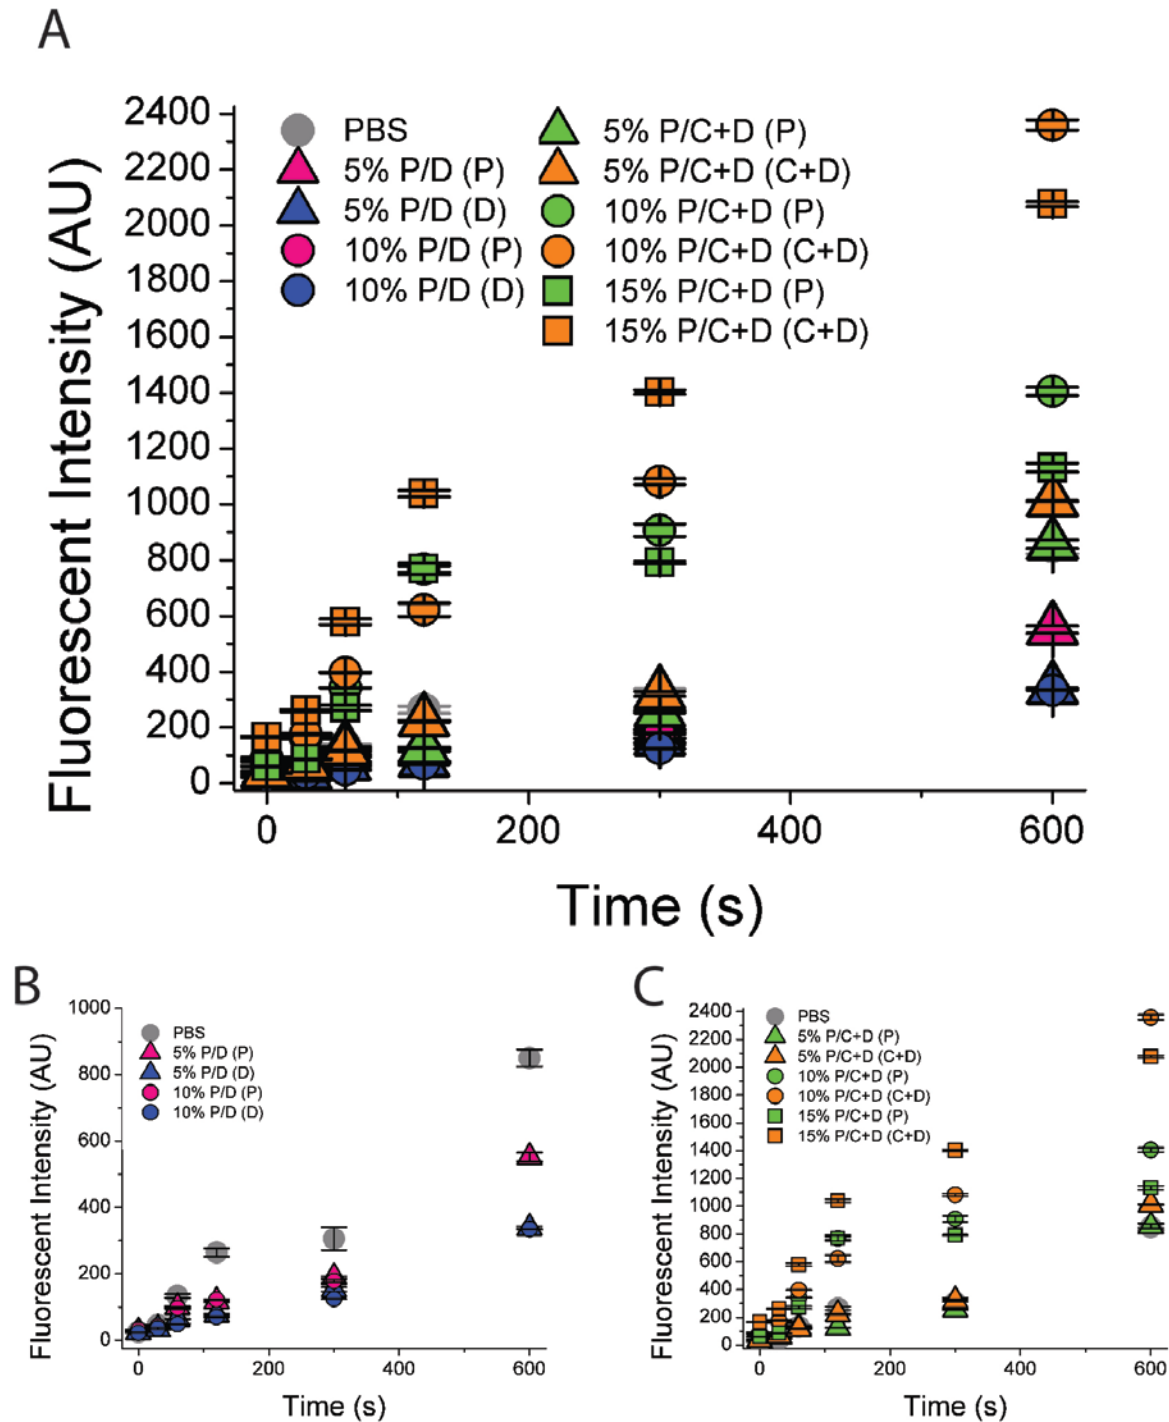 A
Fluorescent Intensity (AU)
2400
2200
2000
1800
1600
1400
1200
1000
800
600
400
200
0
PBS
5% P/D (P)
5% P/D (D)
10% P/D (P)
10% P/D (D)
5% P/C+D (P)
5% P/C+D (C+D)
10% P/C+D (P)
10% P/C+D (C+D)
15% P/C+D (P)
15% P/C+D (C+D)
0 200 400 600
Time (s)
B
Fluorescent Intensity (AU)
1000
800
600
400
200
0
PBS
5% P/D (P)
5% P/D (D)
10% P/D (P)
10% P/D (D)
0 200 400 600
Time (s)
C
Fluorescent Intensity (AU)
2400
2200
2000
1800
1600
1400
1200
1000
800
600
400
200
0
PBS
5% P/C+D (P)
5% P/C+D (C+D)
10% P/C+D (P)
10% P/C+D (C+D)
15% P/C+D (P)
15% P/C+D (C+D)
0 200 400 600
Time (s)